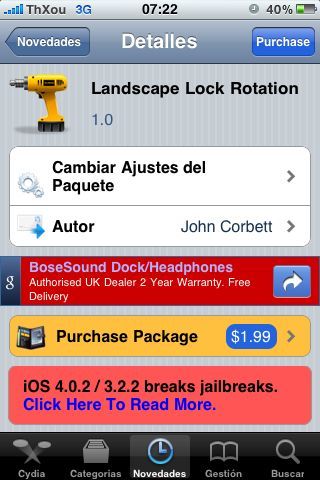 ThXou 3G 07:22 40%
Novedades Detalles Purchase
Landscape Lock Rotation
1.0
Cambiar Ajustes del
Paquete
Autor John Corbett
g
BoseSound Dock/Headphones
Authorised UK Dealer 2 Year Warranty. Free
Delivery
Purchase Package $1.99
iOS 4.0.2 / 3.2.2 breaks jailbreaks.
Click Here To Read More.
Cydia Categorias Novedades Gestión Buscar